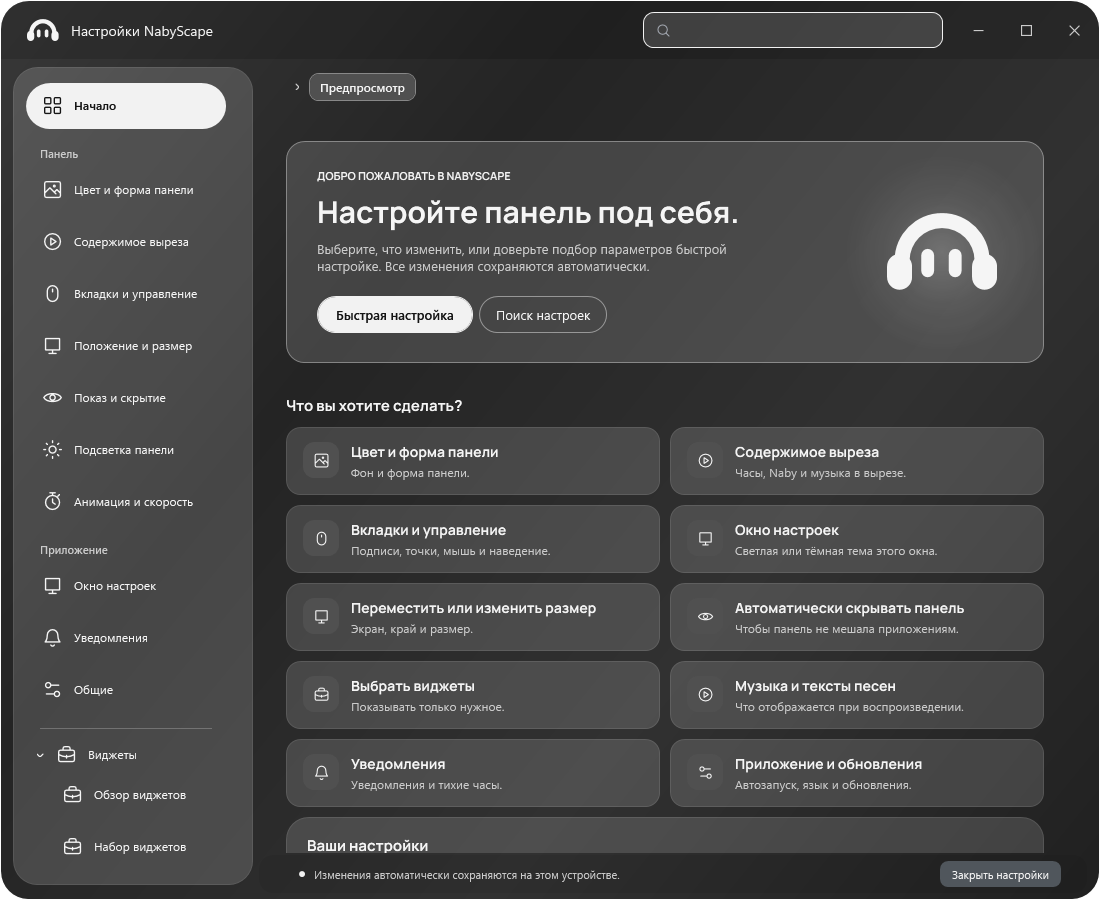 Настройки NabyScape
Начало
Панель
Цвет и форма панели
Содержимое выреза
Вкладки и управление
Положение и размер
Показ и скрытие
Подсветка панели
Анимация и скорость
Приложение
Окно настроек
Уведомления
Общие
Виджеты
Обзор виджетов
Набор виджетов
Предпросмотр
ДОБРО ПОЖАЛОВАТЬ В NABYSCAPE
Настройте панель под себя.
Выберите, что изменить, или доверьте подбор параметров быстрой
настройке. Все изменения сохраняются автоматически.
Быстрая настройка
Поиск настроек
Что вы хотите сделать?
Цвет и форма панели
Фон и форма панели.
Содержимое выреза
Часы, Naby и музыка в вырезе.
Вкладки и управление
Подписи, точки, мышь и наведение.
Окно настроек
Светлая или тёмная тема этого окна.
Переместить или изменить размер
Экран, край и размер.
Автоматически скрывать панель
Чтобы панель не мешала приложениям.
Выбрать виджеты
Показывать только нужное.
Музыка и тексты песен
Что отображается при воспроизведении.
Уведомления
Уведомления и тихие часы.
Приложение и обновления
Автозапуск, язык и обновления.
Ваши настройки
Изменения автоматически сохраняются на этом устройстве.
Закрыть настройки